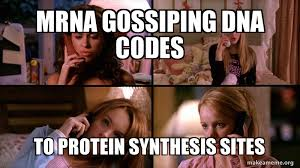 MRNA GOSSIPING DNA
CODES
TO PROTEIN SYNTHESIS SITES
makeameme.org